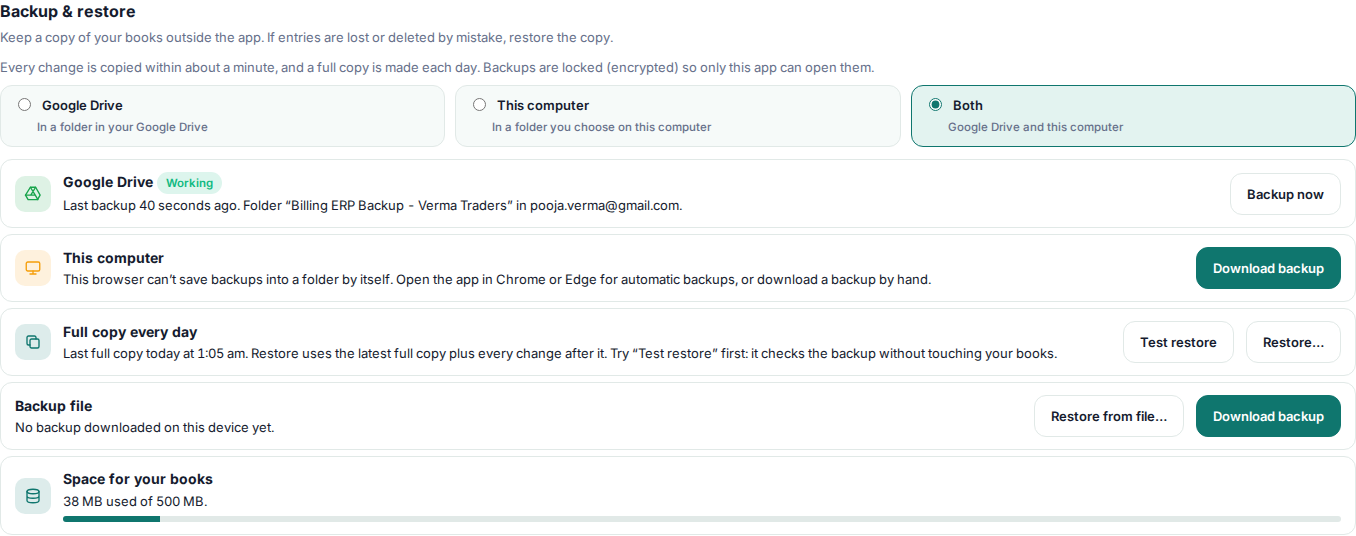 Backup & restore
Keep a copy of your books outside the app. If entries are lost or deleted by mistake, restore the copy.
Every change is copied within about a minute, and a full copy is made each day. Backups are locked (encrypted) so only this app can open them.
Google Drive
In a folder in your Google Drive
This computer
In a folder you choose on this computer
Both
Google Drive and this computer
Google Drive Working
Last backup 40 seconds ago. Folder “Billing ERP Backup - Verma Traders” in pooja.verma@gmail.com.
Backup now
This computer
This browser can’t save backups into a folder by itself. Open the app in Chrome or Edge for automatic backups, or download a backup by hand.
Download backup
Full copy every day
Last full copy today at 1:05 am. Restore uses the latest full copy plus every change after it. Try “Test restore” first: it checks the backup without touching your books.
Test restore
Restore…
Backup file
No backup downloaded on this device yet.
Restore from file…
Download backup
Space for your books
38 MB used of 500 MB.